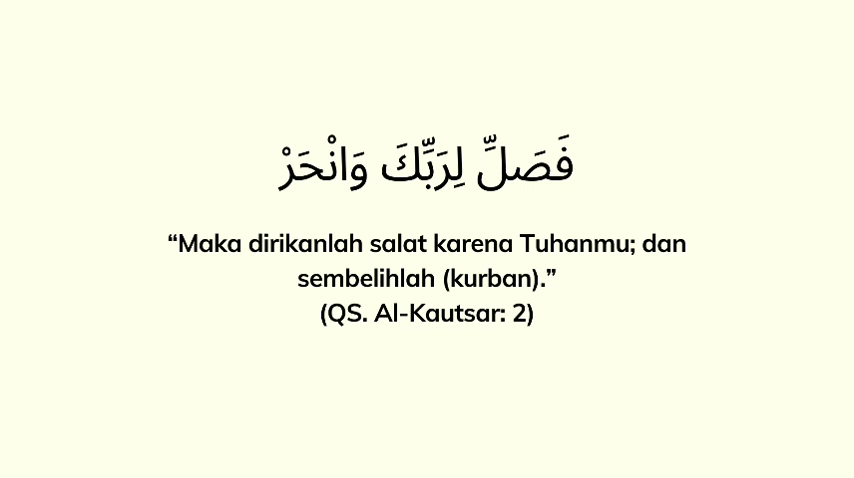 فَصَلِّ لِرَبِّكَ وَانْحَرْ
“Maka dirikanlah salat karena Tuhanmu; dan
sembelihlah (kurban).”
(QS. Al-Kautsar: 2)